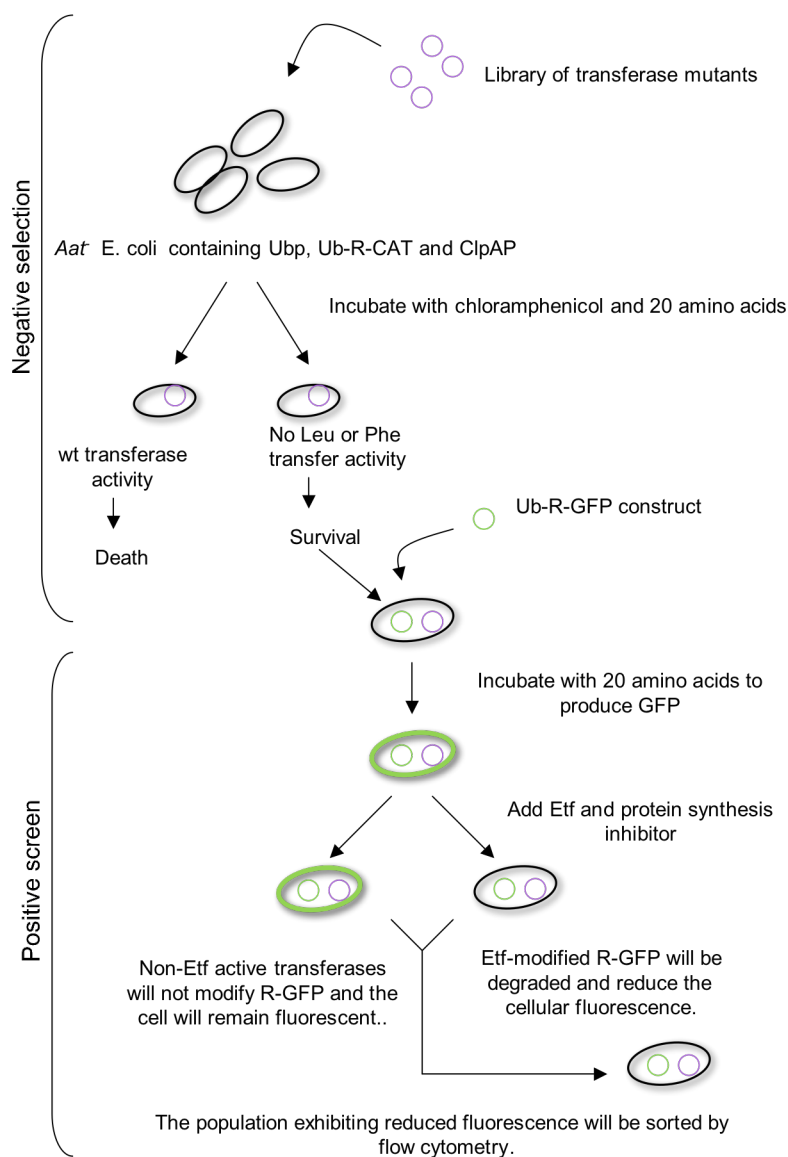 Library of transferase mutants
Negative selection
Aat- E. coli containing Ubp, Ub-R-CAT and ClpAP
Incubate with chloramphenicol and 20 amino acids
wt transferase
activity
No Leu or Phe
transfer activity
Death
Survival
Ub-R-GFP construct
Positive screen
Incubate with 20 amino acids to
produce GFP
Add Etf and protein synthesis
inhibitor
Non-Etf active transferases
will not modify R-GFP and the
cell will remain fluorescent..
Etf-modified R-GFP will be
degraded and reduce the
cellular fluorescence.
The population exhibiting reduced fluorescence will be sorted by
flow cytometry.